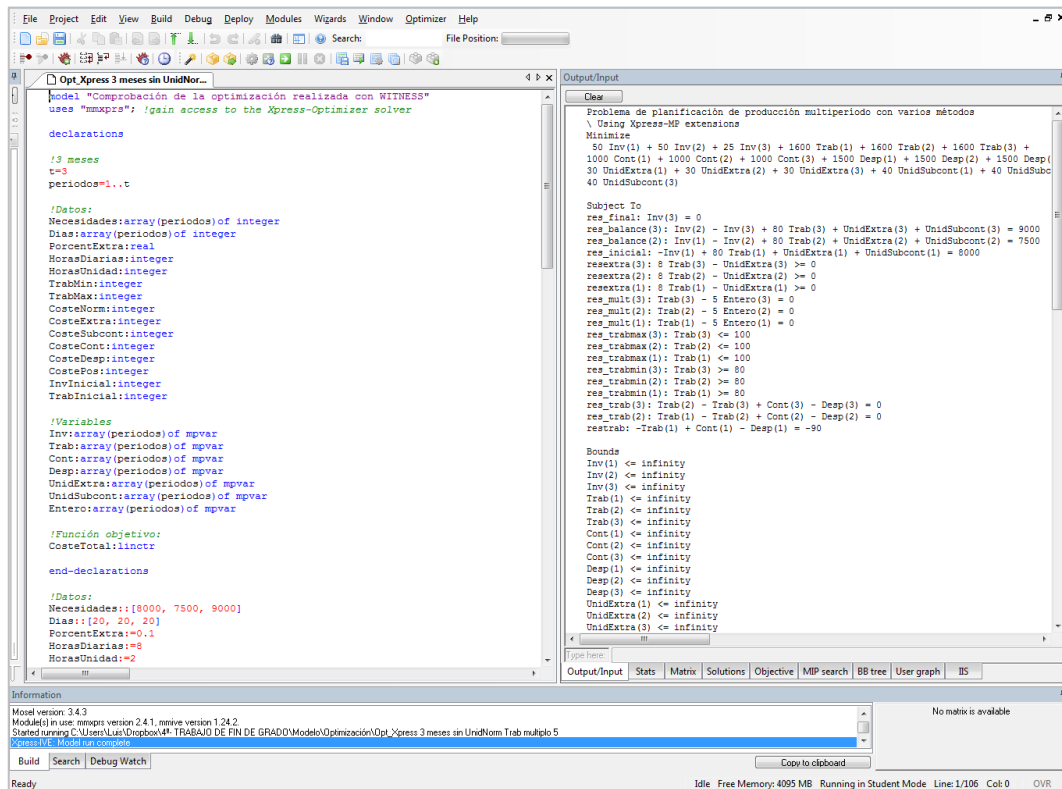 File Project Edit View Build Debug Deploy Modules Wizards Window Optimizer Help
Search: File Position:
Opt_Xpress 3 meses sin UnidNor...
model "Comprobación de la optimización realizada con WITNESS"
uses "mmxprs"; !gain access to the Xpress-Optimizer solver
declarations
!3 meses
t=3
periodos=1..t
!Datos:
Necesidades:array(periodos)of integer
Dias:array(periodos)of integer
PorcentExtra:real
HorasDiarias:integer
HorasUnidad:integer
TrabMin:integer
TrabMax:integer
CosteNorm:integer
CosteExtra:integer
CosteSubcont:integer
CosteCont:integer
CosteDesp:integer
CostePos:integer
InvInicial:integer
TrabInicial:integer
!Variables
Inv:array(periodos)of mpvar
Trab:array(periodos)of mpvar
Cont:array(periodos)of mpvar
Desp:array(periodos)of mpvar
UnidExtra:array(periodos)of mpvar
UnidSubcont:array(periodos)of mpvar
Entero:array(periodos)of mpvar
!Función objetivo:
CosteTotal:linctr
end-declarations
!Datos:
Necesidades::[8000, 7500, 9000]
Dias::[20, 20, 20]
PorcentExtra:=0.1
HorasDiarias:=8
HorasUnidad:=2
Output/Input
Clear
Problema de planificación de producción multiperíodo con varios métodos
\ Using Xpress-MP extensions
Minimize
50 Inv(1) + 50 Inv(2) + 25 Inv(3) + 1600 Trab(1) + 1600 Trab(2) + 1600 Trab(3) +
1000 Cont(1) + 1000 Cont(2) + 1000 Cont(3) + 1500 Desp(1) + 1500 Desp(2) + 1500 Desp(
30 UnidExtra(1) + 30 UnidExtra(2) + 30 UnidExtra(3) + 40 UnidSubcont(1) + 40 UnidSubc
40 UnidSubcont(3)
Subject To
res_final: Inv(3) = 0
res_balance(3): Inv(2) - Inv(3) + 80 Trab(3) + UnidExtra(3) + UnidSubcont(3) = 9000
res_balance(2): Inv(1) - Inv(2) + 80 Trab(2) + UnidExtra(2) + UnidSubcont(2) = 7500
res_inicial: -Inv(1) + 80 Trab(1) + UnidExtra(1) + UnidSubcont(1) = 8000
resextra(3): 8 Trab(3) - UnidExtra(3) >= 0
resextra(2): 8 Trab(2) - UnidExtra(2) >= 0
resextra(1): 8 Trab(1) - UnidExtra(1) >= 0
res_mult(3): Trab(3) - 5 Entero(3) = 0
res_mult(2): Trab(2) - 5 Entero(2) = 0
res_mult(1): Trab(1) - 5 Entero(1) = 0
res_trabmax(3): Trab(3) <= 100
res_trabmax(2): Trab(2) <= 100
res_trabmax(1): Trab(1) <= 100
res_trabmin(3): Trab(3) >= 80
res_trabmin(2): Trab(2) >= 80
res_trabmin(1): Trab(1) >= 80
res_trab(3): Trab(2) - Trab(3) + Cont(3) - Desp(3) = 0
res_trab(2): Trab(1) - Trab(2) + Cont(2) - Desp(2) = 0
restrab: -Trab(1) + Cont(1) - Desp(1) = -90
Bounds
Inv(1) <= infinity
Inv(2) <= infinity
Inv(3) <= infinity
Trab(1) <= infinity
Trab(2) <= infinity
Trab(3) <= infinity
Cont(1) <= infinity
Cont(2) <= infinity
Cont(3) <= infinity
Desp(1) <= infinity
Desp(2) <= infinity
Desp(3) <= infinity
UnidExtra(1) <= infinity
UnidExtra(2) <= infinity
UnidExtra(3) <= infinity
Type here:
Output/Input Stats Matrix Solutions Objective MIP search BB tree User graph IIS
Information
Mosel version: 3.4.3
Module(s) in use: mmxprs version 2.4.1, mmive version 1.24.2.
Started running C:\Users\Luis\Dropbox\4º- TRABAJO DE FIN DE GRADO\Modelo\Optimización\Opt_Xpress 3 meses sin UnidNorm Trab multiplo 5
Xpress-IVE: Model run complete
No matrix is available
Build Search Debug Watch
Copy to clipboard
Ready
Idle Free Memory: 4095 MB Running in Student Mode Line: 1/106 Col: 0 OVR